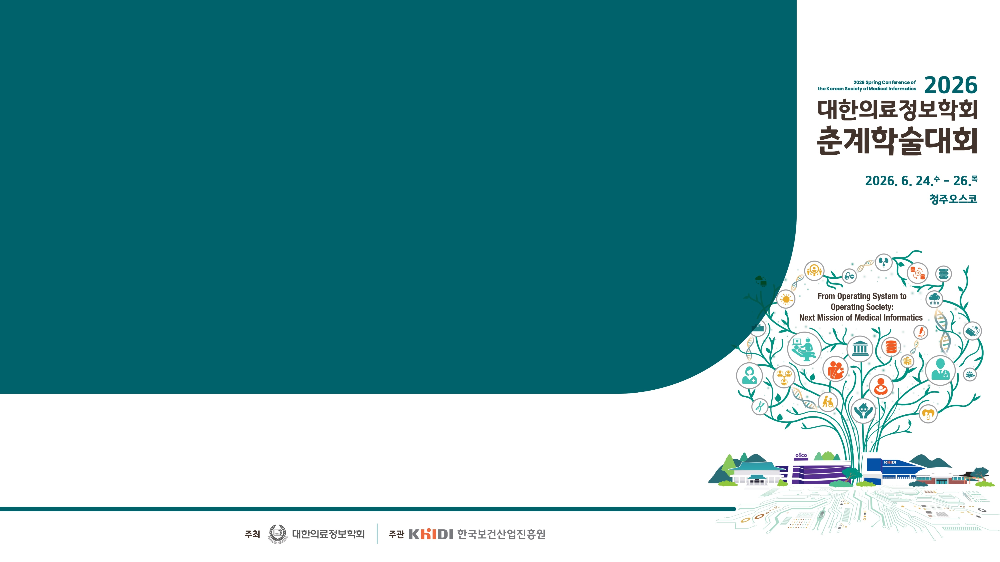 2026 Spring Conference of
the Korean Society of Medical Informatics
2026
대한의료정보학회
춘계학술대회
2026. 6. 24.수 - 26.목
청주오스코
From Operating System to
Operating Society:
Next Mission of Medical Informatics
osco
KHIDI
주최 대한의료정보학회
주관 KHIDI 한국보건산업진흥원